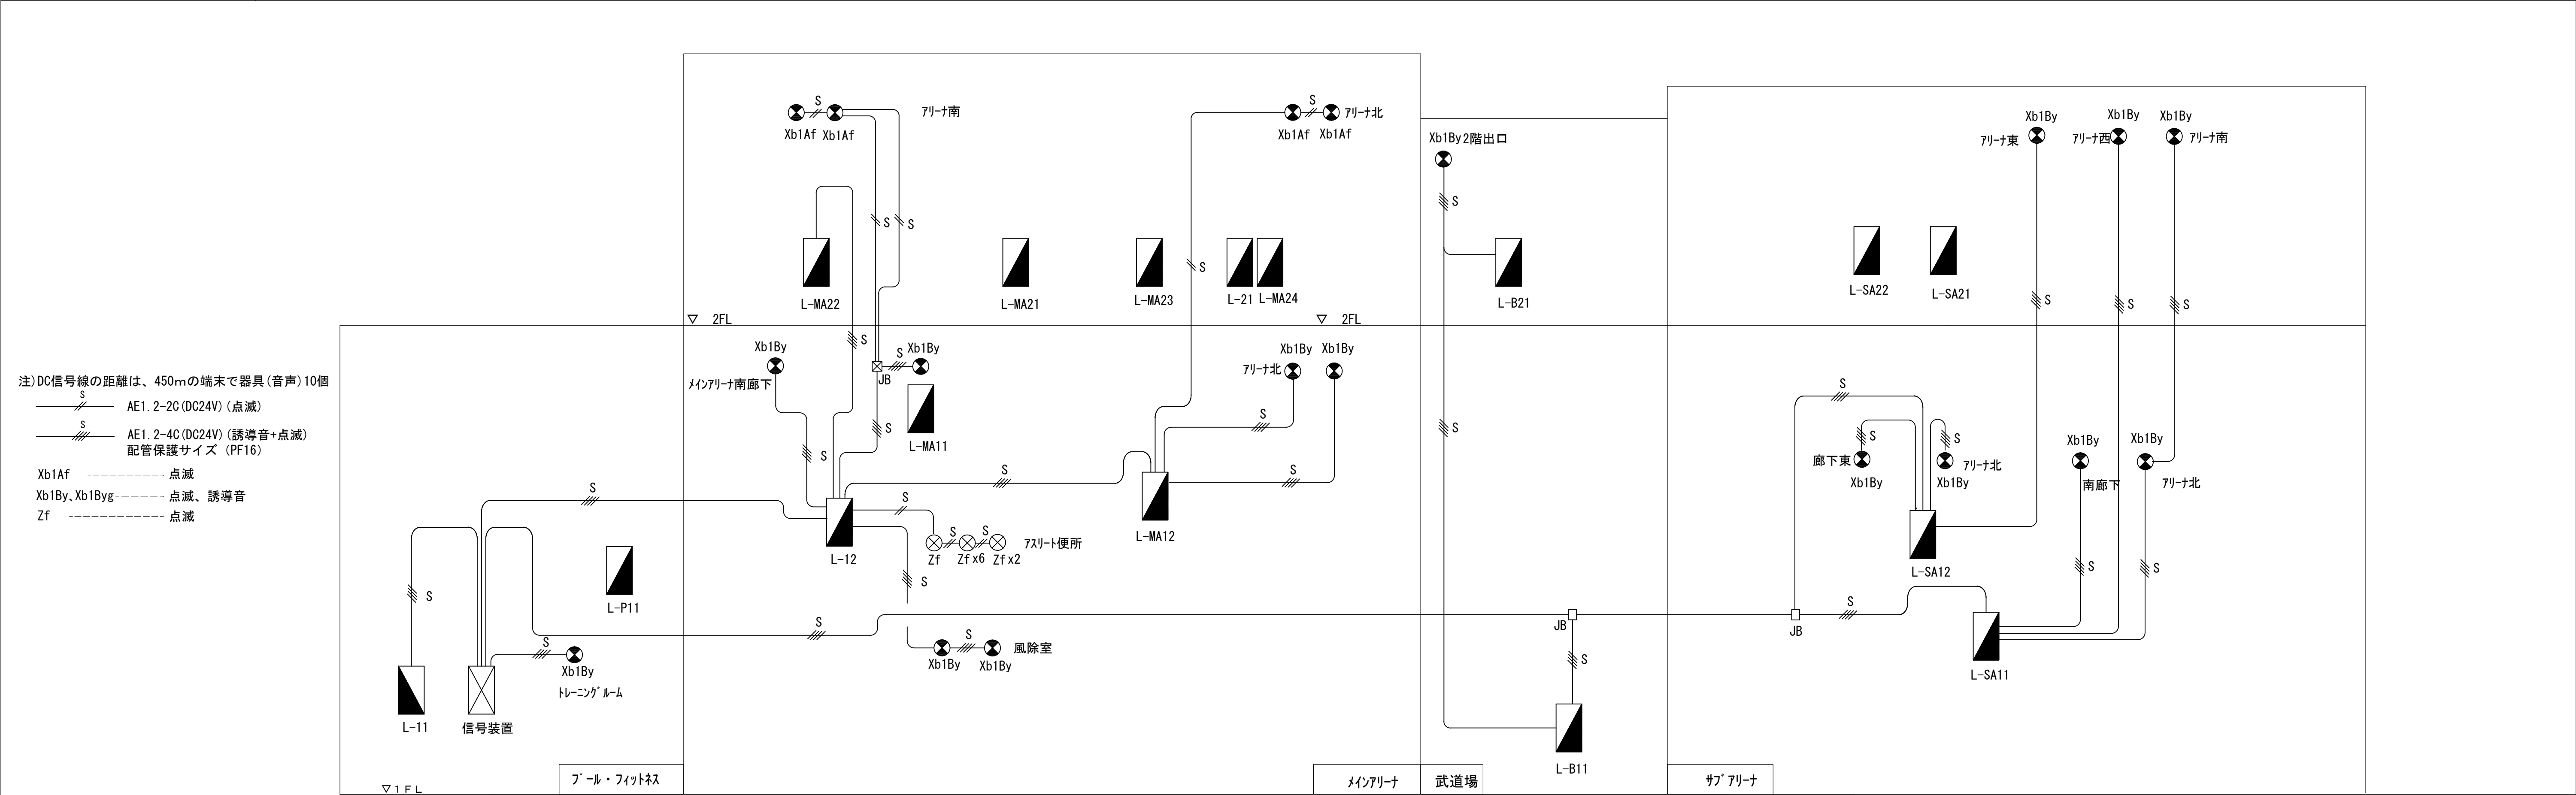 S
Xb1Af Xb1Af
ｱﾘｰﾅ南
S
Xb1Af Xb1Af
ｱﾘｰﾅ北
Xb1By 2階出口
Xb1By
ｱﾘｰﾅ東
Xb1By
ｱﾘｰﾅ西
Xb1By
ｱﾘｰﾅ南
S
S
S
S
S
S
S
L-MA22
L-MA21
L-MA23
L-21
L-MA24
L-B21
L-SA22
L-SA21
▽ 2FL
▽ 2FL
注)DC信号線の距離は、450mの端末で器具(音声)10個
S
AE1.2-2C(DC24V)(点滅)
S
AE1.2-4C(DC24V)(誘導音+点滅)
配管保護サイズ (PF16)
Xb1Af ------------ 点滅
Xb1By、Xb1Byg------- 点滅、誘導音
Zf -------------- 点滅
Xb1By
ﾒｲﾝｱﾘｰﾅ南廊下
S
S
Xb1By
JB
L-MA11
S
S
ｱﾘｰﾅ北
Xb1By
Xb1By
S
S
S
L-MA12
S
S
L-12
S
S
S
Zf
Zfx6
Zfx2
ｱｽﾘｰﾄ便所
S
S
Xb1By
Xb1By
風除室
S
L-P11
S
S
Xb1By
ﾄﾚｰﾆﾝｸﾞﾙｰﾑ
L-11
信号装置
S
JB
S
L-B11
S
S
廊下東
Xb1By
S
ｱﾘｰﾅ北
Xb1By
L-SA12
Xb1By
南廊下
Xb1By
ｱﾘｰﾅ北
S
S
JB
S
L-SA11
▽１ＦＬ
ﾌﾟｰﾙ・ﾌｨｯﾄﾈｽ
ﾒｲﾝｱﾘｰﾅ
武道場
ｻﾌﾞｱﾘｰﾅ